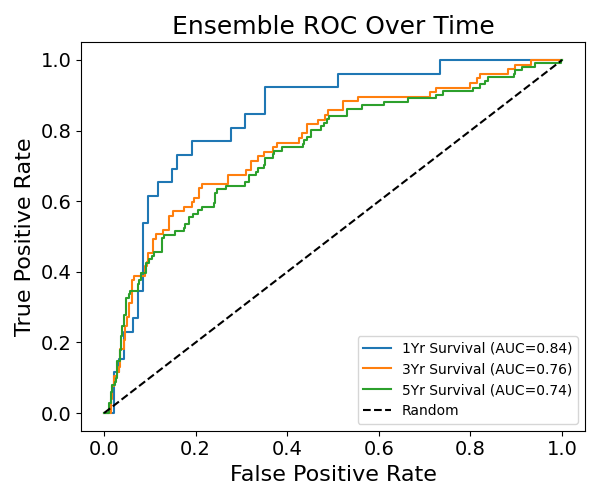 Ensemble ROC Over Time
True Positive Rate
1.0
0.8
0.6
0.4
0.2
0.0
1Yr Survival (AUC=0.84)
3Yr Survival (AUC=0.76)
5Yr Survival (AUC=0.74)
Random
0.0 0.2 0.4 0.6 0.8 1.0
False Positive Rate